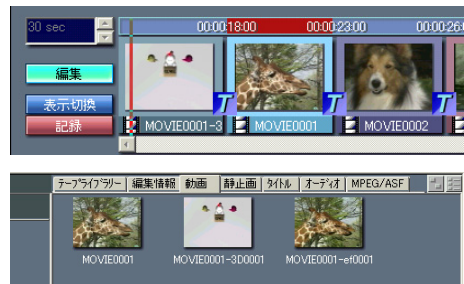 30 sec
00:00:18:00 00:00:23:00 00:00:26:
編集
表示切換
記録
T T
MOVIE0001-3 MOVIE0001 MOVIE0002
テープライブラリー 編集情報 動画 静止画 タイトル オーディオ MPEG/ASF
MOVIE0001 MOVIE0001-3D0001 MOVIE0001-ef0001